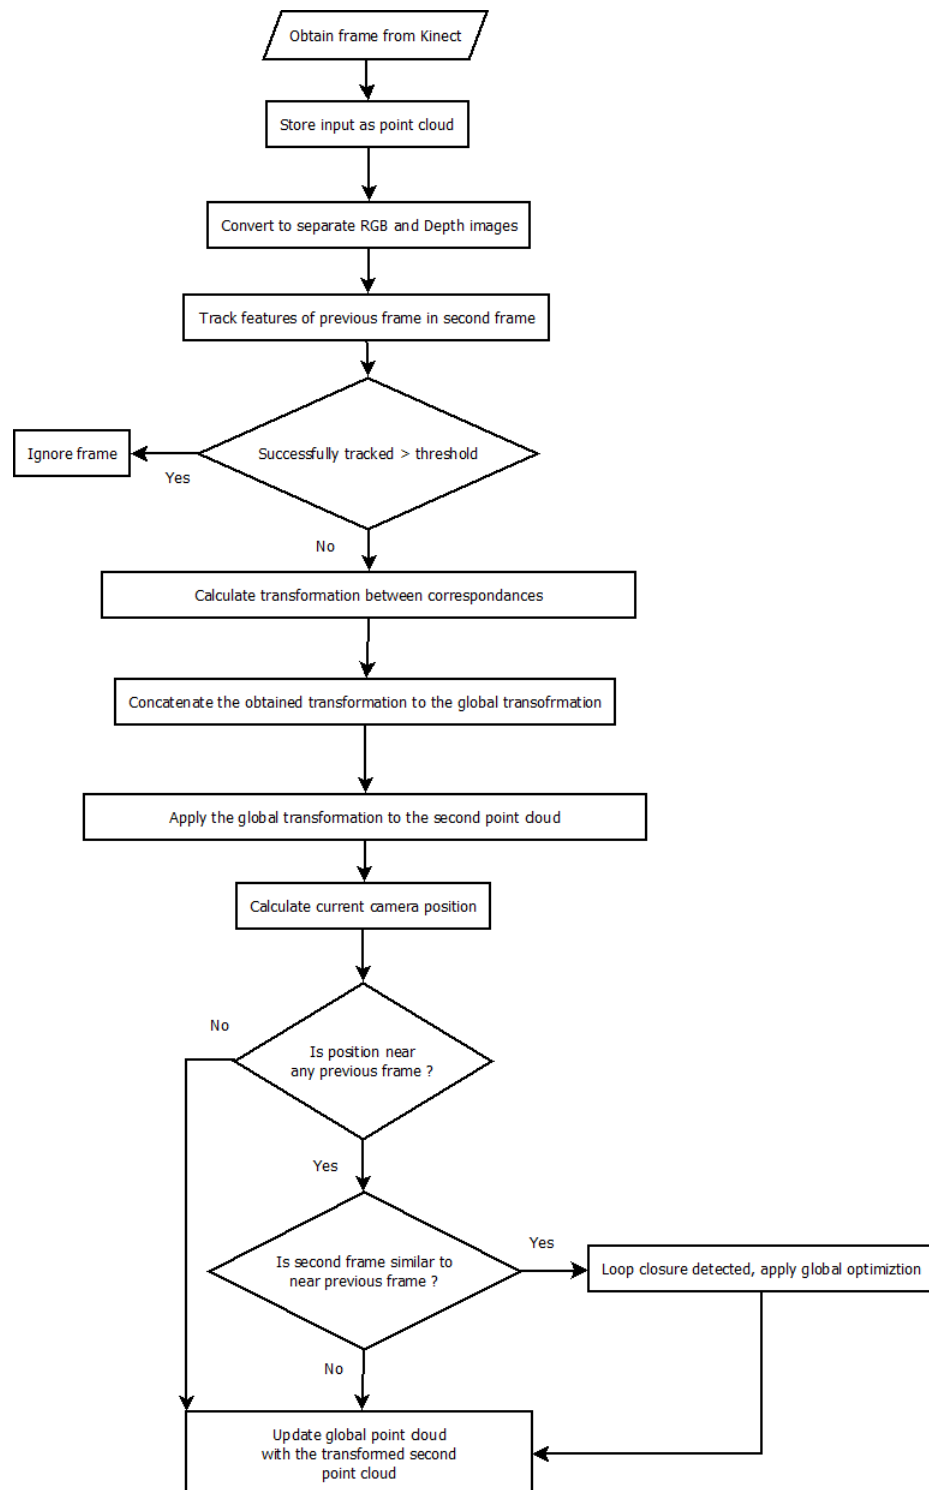 Obtain frame from Kinect
Store input as point cloud
Convert to separate RGB and Depth images
Track features of previous frame in second frame
Successfully tracked > threshold
Ignore frame
Yes
No
Calculate transformation between correspondances
Concatenate the obtained transformation to the global transofrmation
Apply the global transformation to the second point cloud
Calculate current camera position
No
Is position near
any previous frame ?
Yes
Is second frame similar to
near previous frame ?
Yes
Loop closure detected, apply global optimiztion
No
Update global point cloud
with the transformed second
point cloud